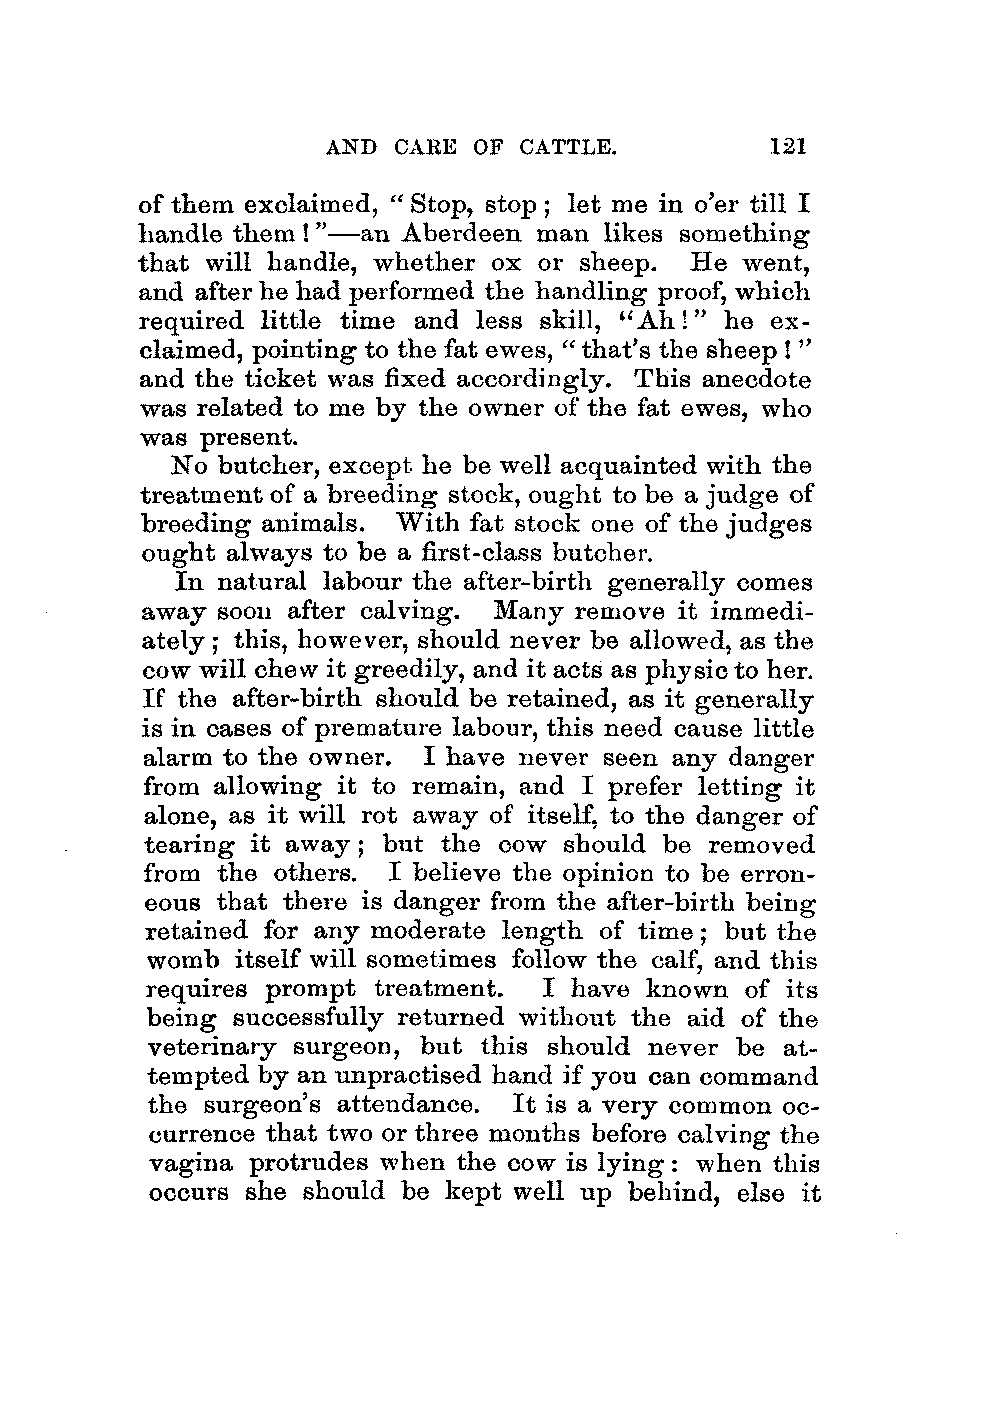 AND CARE OF CATTLE. 121
of them exclaimed, “ Stop, stop ; let me in o’er till I
handle them ! ”—an Aberdeen man likes something
that will handle, whether ox or sheep. He went,
and after he had performed the handling proof, which
required little time and less skill, “Ah ! ” he ex-
claimed, pointing to the fat ewes, “ that’s the sheep ! ”
and the ticket was fixed accordingly. This anecdote
was related to me by the owner of the fat ewes, who
was present.
No butcher, except he be well acquainted with the
treatment of a breeding stock, ought to be a judge of
breeding animals. With fat stock one of the judges
ought always to be a first-class butcher.
In natural labour the after-birth generally comes
away soon after calving. Many remove it immedi-
ately ; this, however, should never be allowed, as the
cow will chew it greedily, and it acts as physic to her.
If the after-birth should be retained, as it generally
is in cases of premature labour, this need cause little
alarm to the owner. I have never seen any danger
from allowing it to remain, and I prefer letting it
alone, as it will rot away of itself, to the danger of
tearing it away ; but the cow should be removed
from the others. I believe the opinion to be erron-
eous that there is danger from the after-birth being
retained for any moderate length of time ; but the
womb itself will sometimes follow the calf, and this
requires prompt treatment. I have known of its
being successfully returned without the aid of the
veterinary surgeon, but this should never be at-
tempted by an unpractised hand if you can command
the surgeon’s attendance. It is a very common oc-
currence that two or three months before calving the
vagina protrudes when the cow is lying : when this
occurs she should be kept well up behind, else it